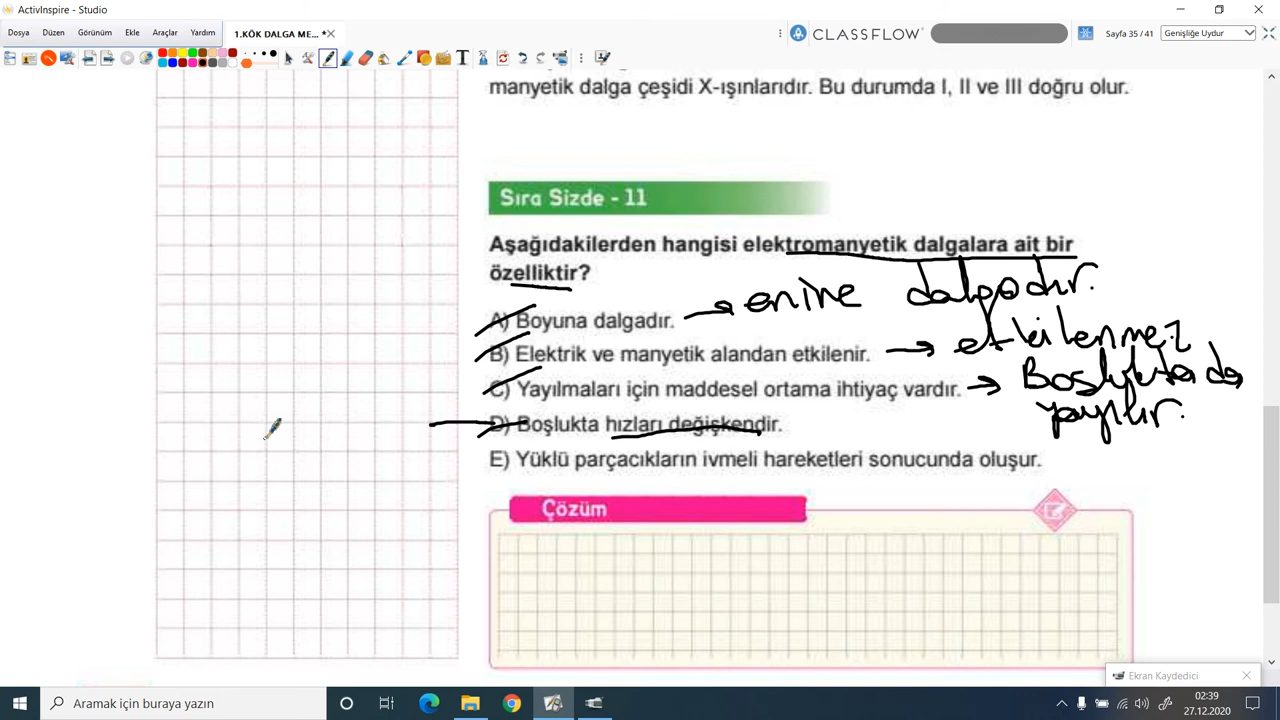 ActivInspire - Studio
Dosya Düzen Görünüm Ekle Araçlar Yardım
1.KÖK DALGA ME... *
CLASSFLOW
Sayfa 35 / 41
Genişliğe Uydur
manyetik dalga çeşidi X-ışınlarıdır. Bu durumda I, II ve III doğru olur.
Sıra Sizde - 11
Aşağıdakilerden hangisi elektromanyetik dalgalara ait bir
özelliktir?
A) Boyuna dalgadır. → enine dalgadır.
B) Elektrik ve manyetik alandan etkilenir. → etkilenmez
C) Yayılmaları için maddesel ortama ihtiyaç vardır. → Boşlukta da
yayılır.
D) Boşlukta hızları değişkendir.
E) Yüklü parçacıkların ivmeli hareketleri sonucunda oluşur.
Çözüm
Ekran Kaydedici
Aramak için buraya yazın
02:39
27.12.2020